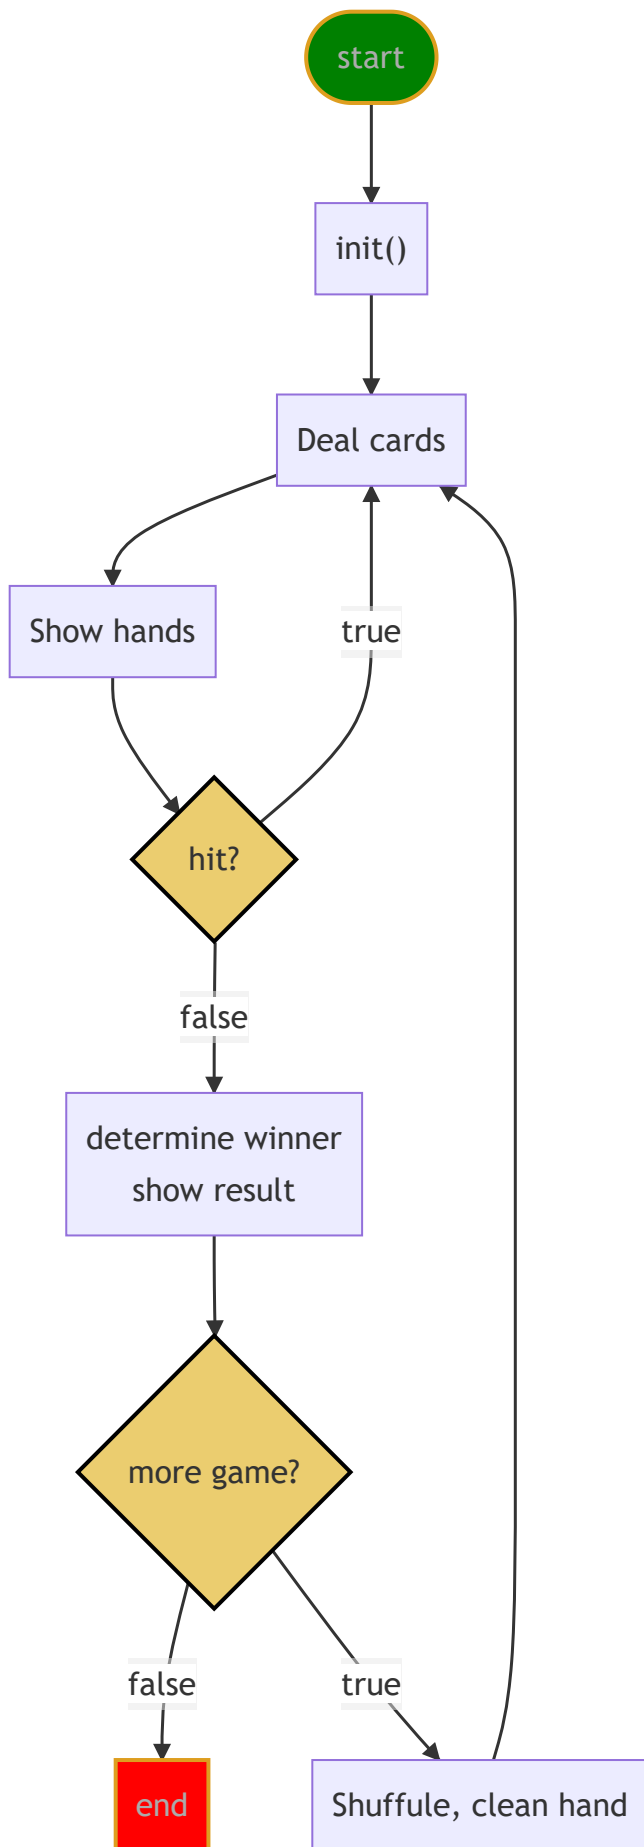 start
init()
Deal cards
Show hands
true
hit?
false
determine winner
show result
more game?
false
true
end
Shuffule, clean hand